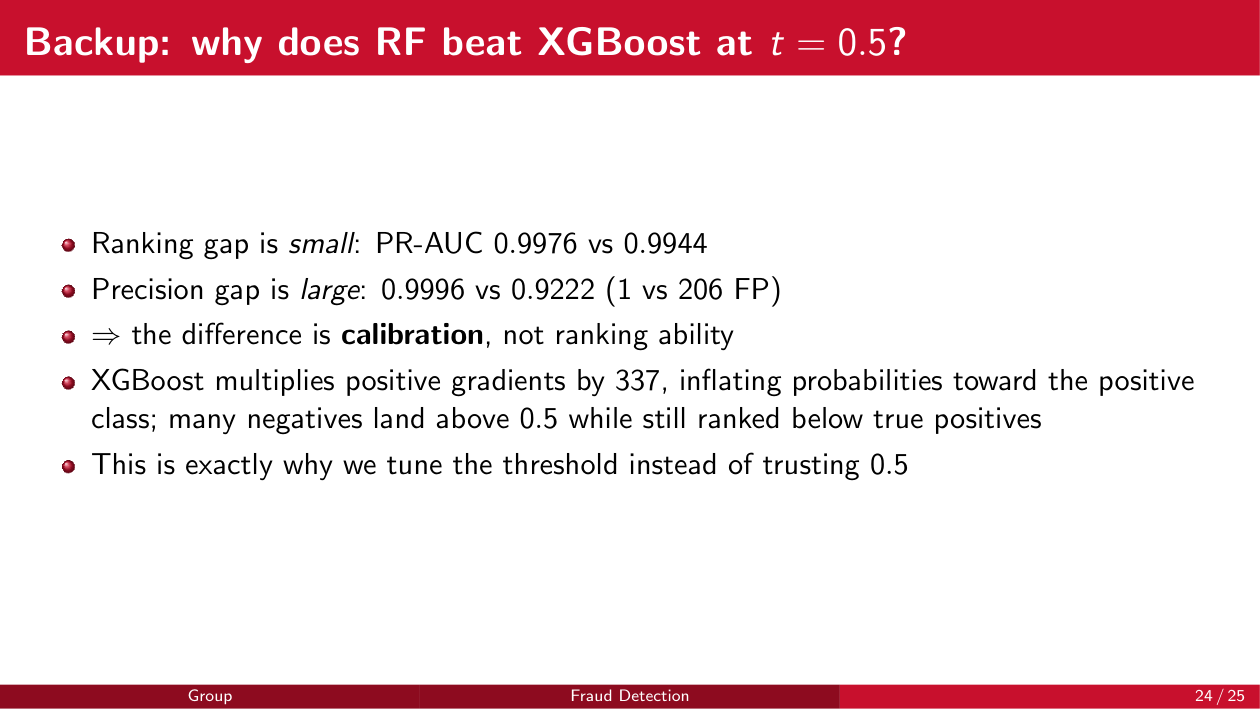 Backup: why does RF beat XGBoost at t = 0.5?
Ranking gap is small: PR-AUC 0.9976 vs 0.9944
Precision gap is large: 0.9996 vs 0.9222 (1 vs 206 FP)
⇒ the difference is calibration, not ranking ability
XGBoost multiplies positive gradients by 337, inflating probabilities toward the positive
class; many negatives land above 0.5 while still ranked below true positives
This is exactly why we tune the threshold instead of trusting 0.5
Group
Fraud Detection
24 / 25